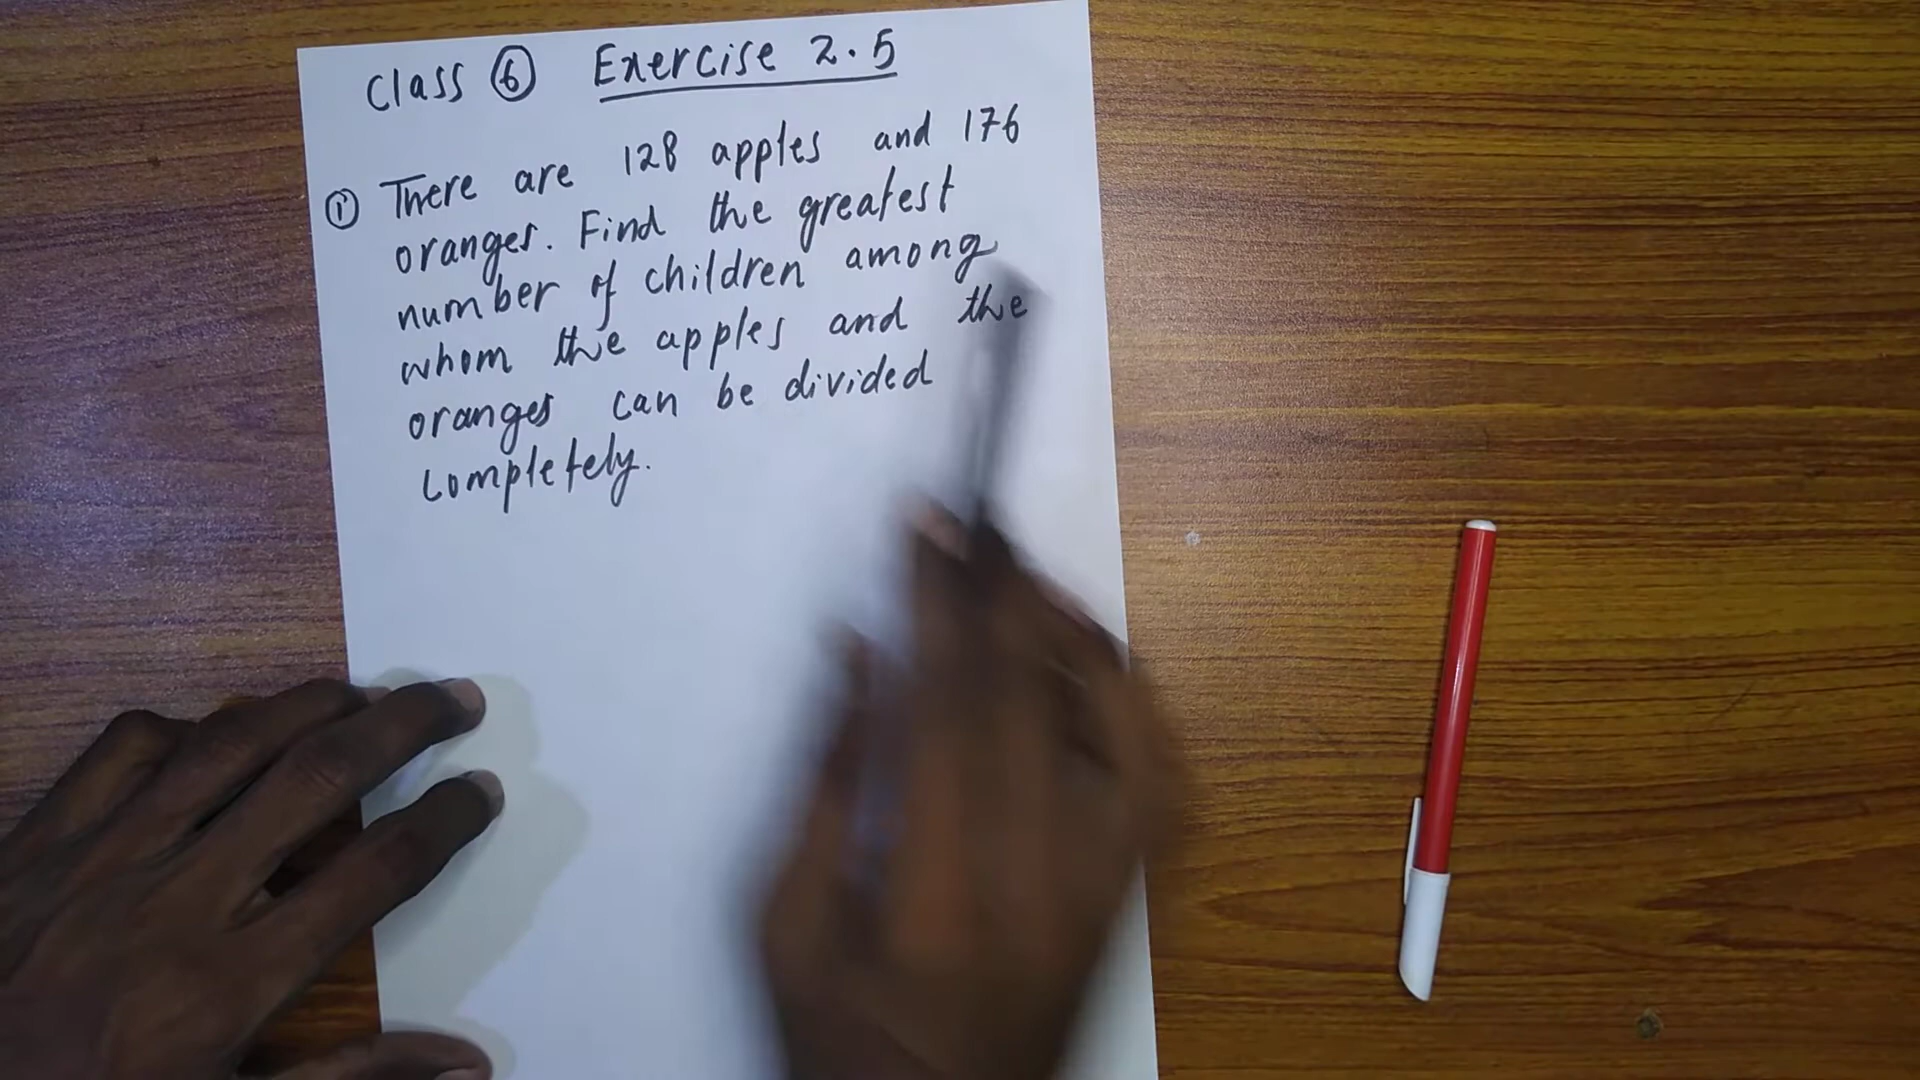 Class ⑥ Exercise 2.5
① There are 128 apples and 176
oranges. Find the greatest
number of children among
whom the apples and the
oranges can be divided
completely.